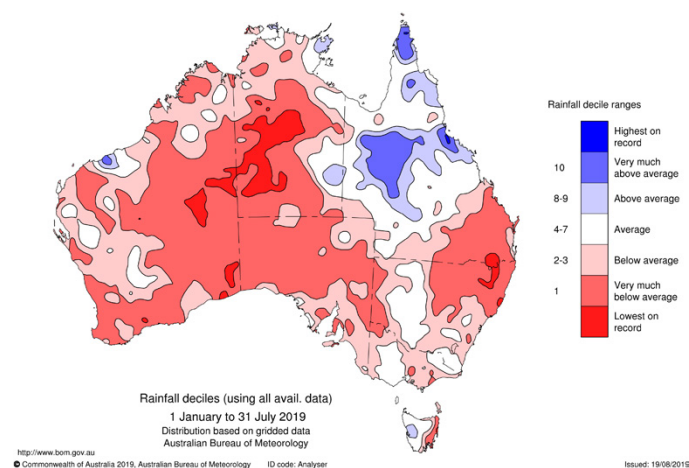 Rainfall decile ranges
Highest on
record
10
Very much
above average
8-9
Above average
4-7
Average
2-3
Below average
1
Very much
below average
Lowest on
record
Rainfall deciles (using all avail. data)
1 January to 31 July 2019
Distribution based on gridded data
Australian Bureau of Meteorology
http://www.bom.gov.au
© Commonwealth of Australia 2019, Australian Bureau of Meteorology ID code: Analyser Issued: 19/08/2019